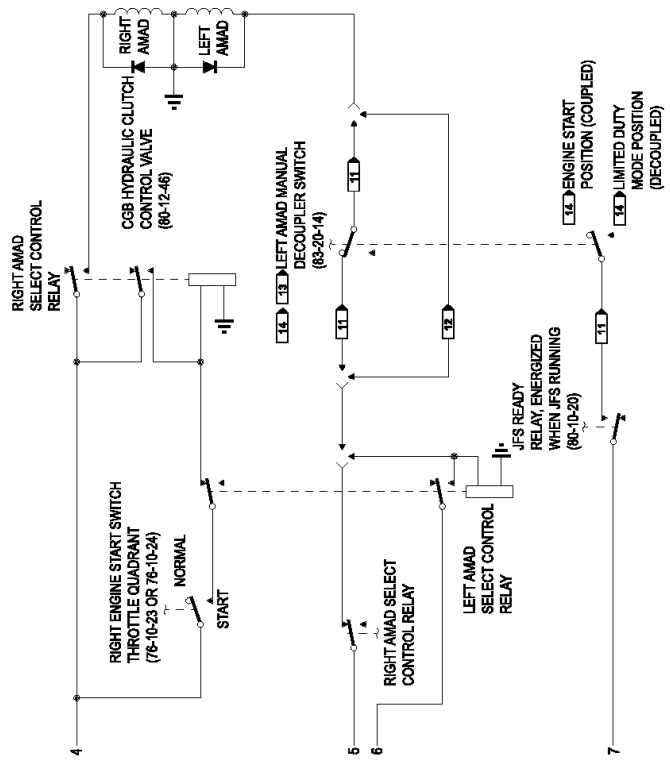 RIGHT AMAD
SELECT CONTROL
RELAY
RIGHT
AMAD
LEFT
AMAD
CGB HYDRAULIC CLUTCH
CONTROL VALVE
(80-12-46)
RIGHT ENGINE START SWITCH
THROTTLE QUADRANT
(76-10-23 OR 76-10-24)
NORMAL
START
4
14
13
LEFT AMAD MANUAL
DECOUPLER SWITCH
(83-20-14)
11
11
12
RIGHT AMAD SELECT
CONTROL RELAY
5
6
LEFT AMAD
SELECT CONTROL
RELAY
JFS READY
RELAY, ENERGIZED
WHEN JFS RUNNING
(80-10-20)
11
14
ENGINE START
POSITION (COUPLED)
14
LIMITED DUTY
MODE POSITION
(DECOUPLED)
7